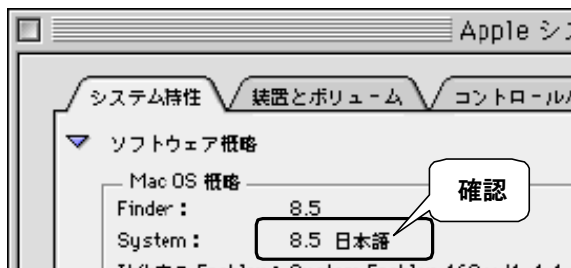 Apple シス
システム特性 装置とボリューム コントロール
ソフトウェア概略
Mac OS 概略
Finder： 8.5
System： 8.5 日本語
確認